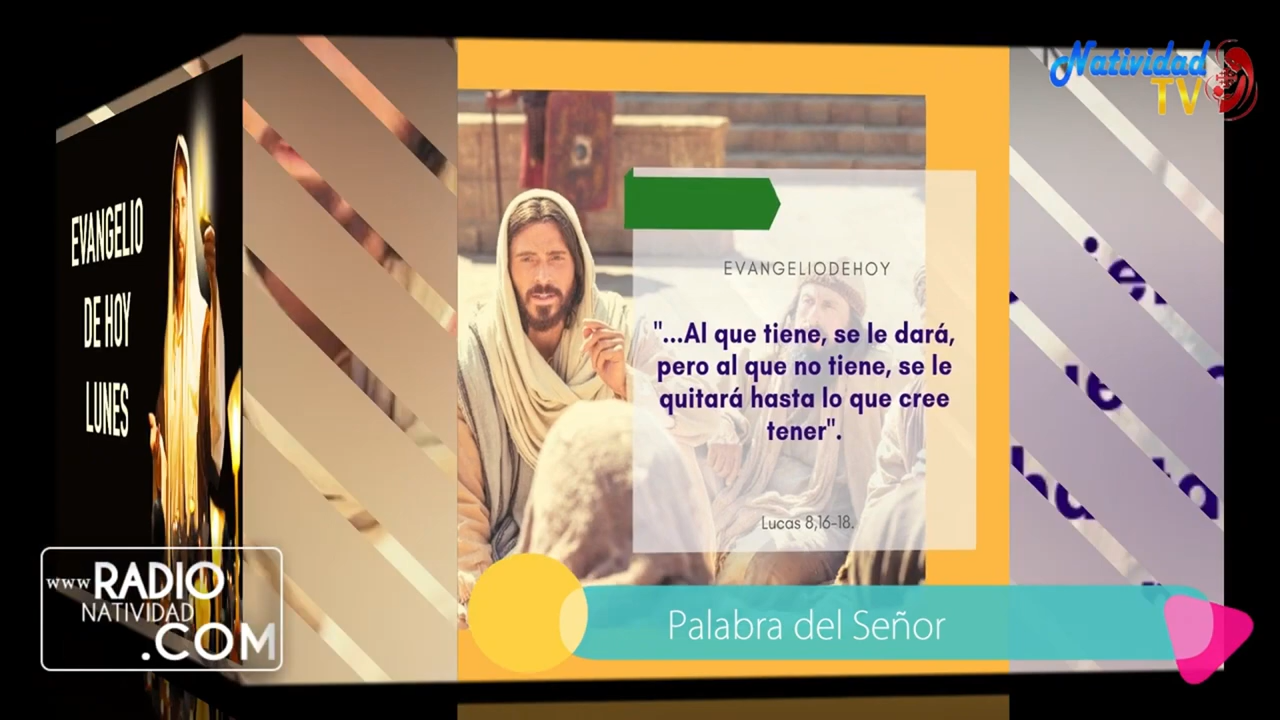 Natividad
TV
EVANGELIO
DE HOY
LUNES
EVANGELIODEHOY
"...Al que tiene, se le dará,
pero al que no tiene, se le
quitará hasta lo que cree
tener".
Lucas 8,16-18.
Palabra del Señor
www RADIO
NATIVIDAD
.COM